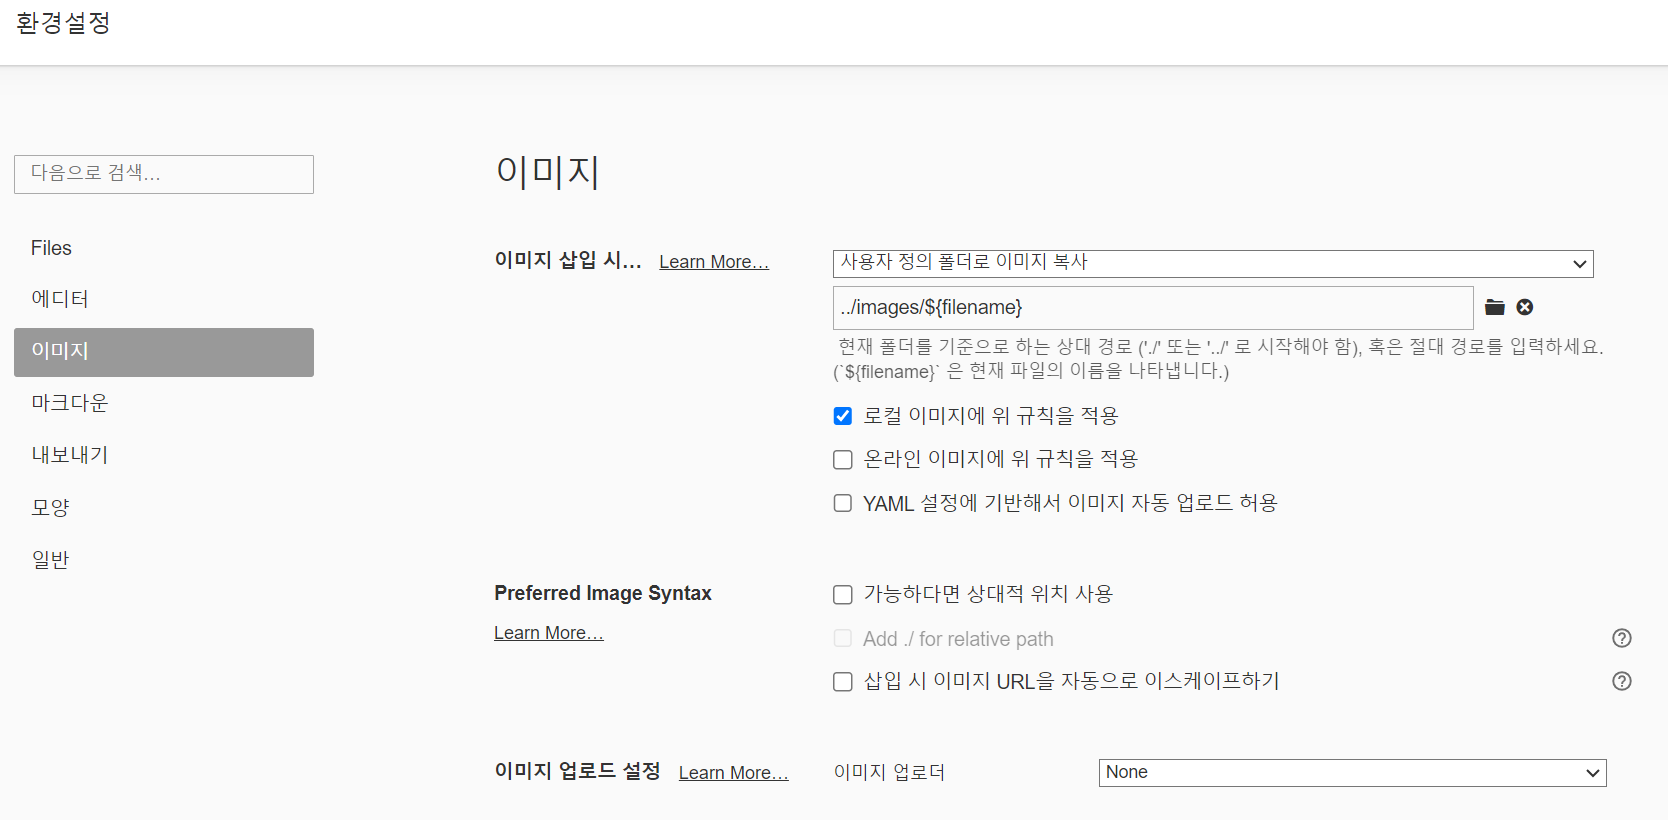 환경설정
다음으로 검색...
Files
에디터
이미지
마크다운
내보내기
모양
일반
이미지
이미지 삽입 시... Learn More...
사용자 정의 폴더로 이미지 복사
../images/${filename}
현재 폴더를 기준으로 하는 상대 경로 ('./' 또는 '../' 로 시작해야 함), 혹은 절대 경로를 입력하세요.
(`${filename}` 은 현재 파일의 이름을 나타냅니다.)
로컬 이미지에 위 규칙을 적용
온라인 이미지에 위 규칙을 적용
YAML 설정에 기반해서 이미지 자동 업로드 허용
Preferred Image Syntax
Learn More...
가능하다면 상대적 위치 사용
Add ./ for relative path
삽입 시 이미지 URL을 자동으로 이스케이프하기
이미지 업로드 설정 Learn More...
이미지 업로더
None